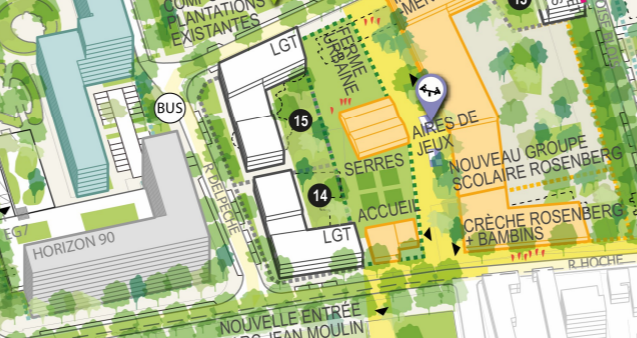 PLANTATIONS
EXISTANTES
LGT
FERME
URBAINE
BUS
15
AIRES DE
JEUX
SERRES
NOUVEAU GROUPE
SCOLAIRE ROSENBERG
R DELPECHE
14
ACCUEIL
LGT
CRÈCHE ROSENBERG
+ BAMBINS
HORIZON 90
R. HOCHE
NOUVELLE ENTRÉE
JEAN MOULIN